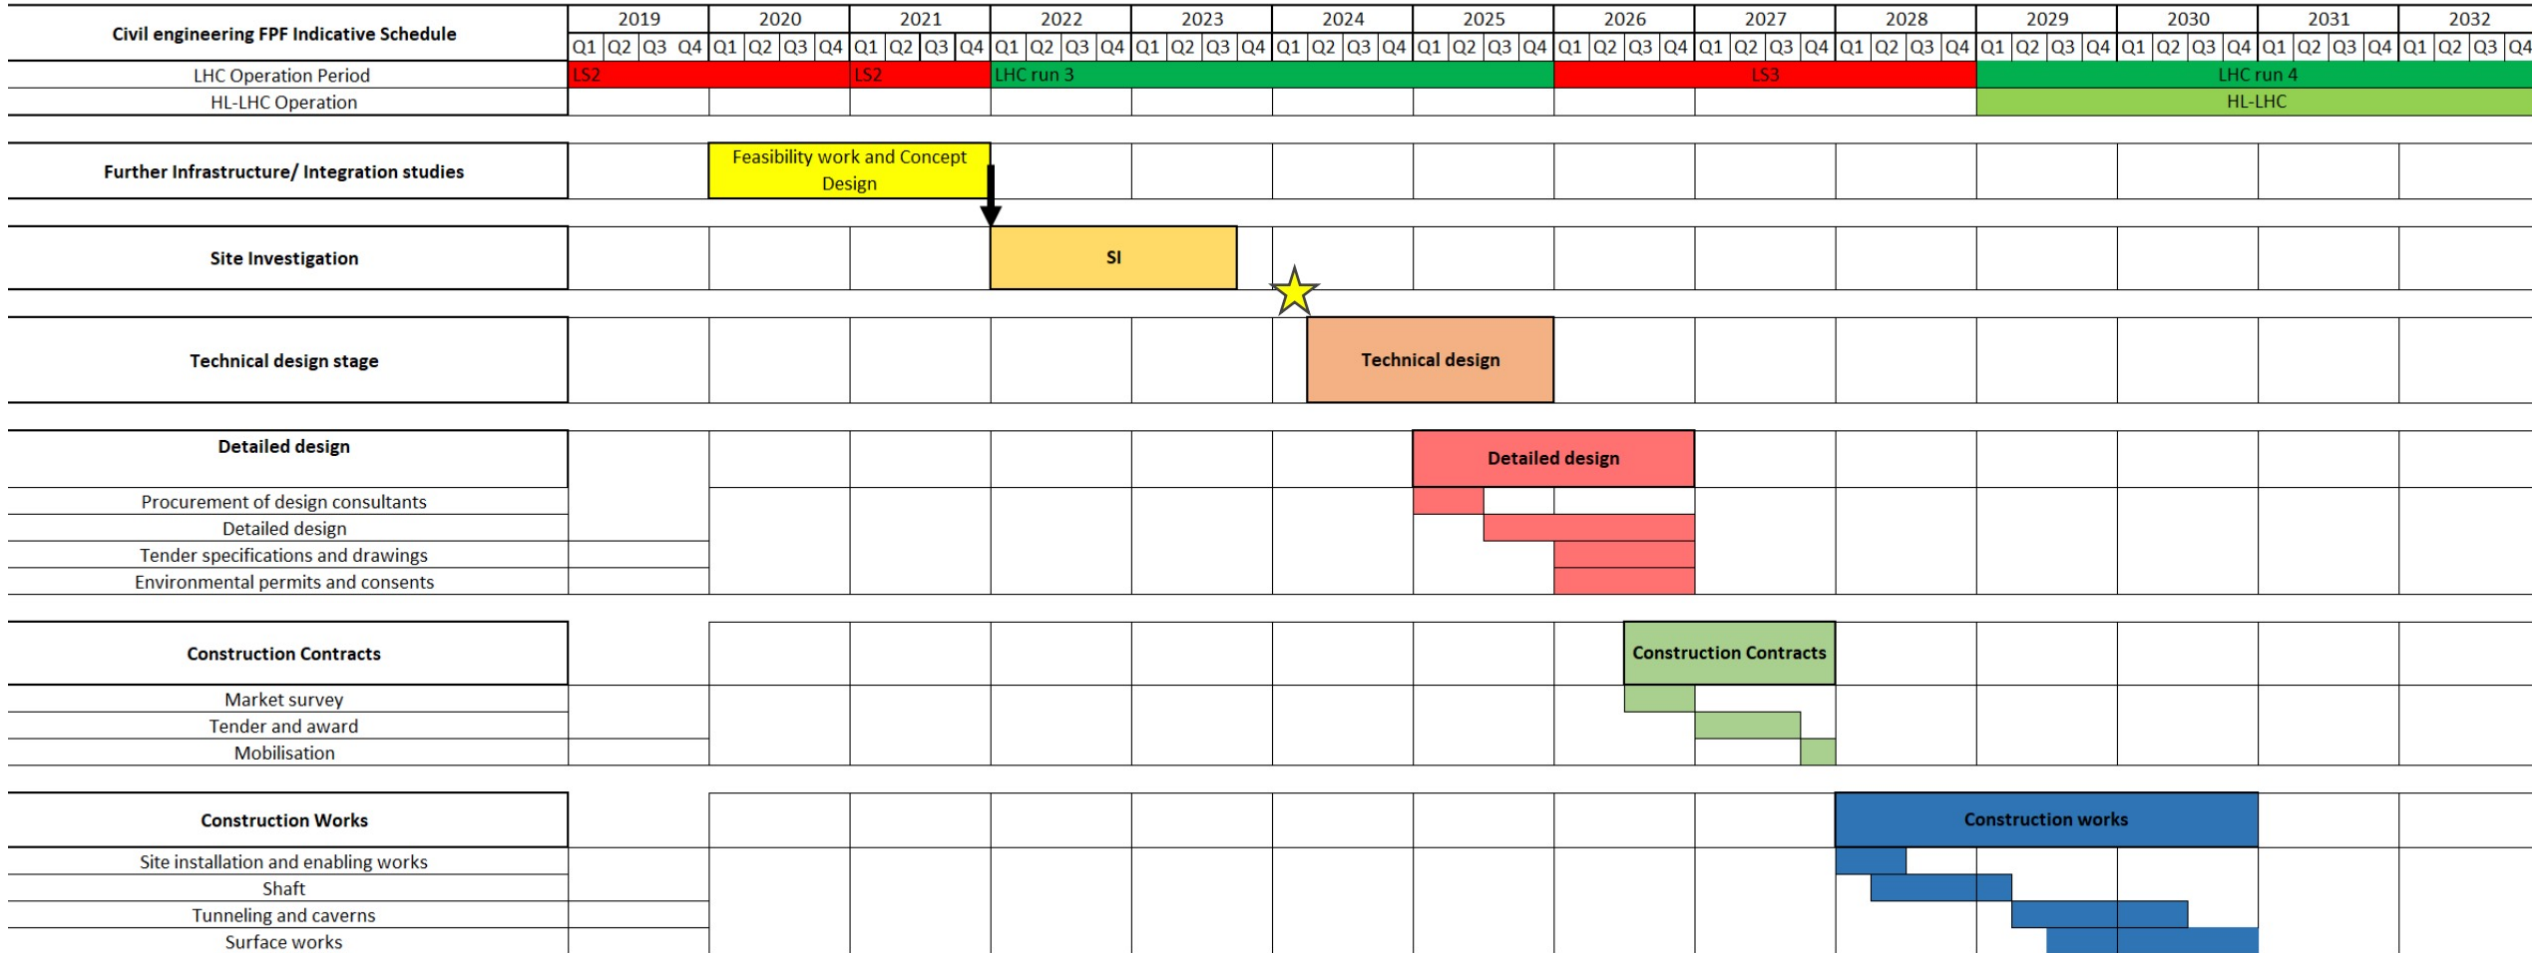 Civil engineering FPF Indicative Schedule
2019 2020 2021 2022 2023 2024 2025 2026 2027 2028 2029 2030 2031 2032
Q1 Q2 Q3 Q4 Q1 Q2 Q3 Q4 Q1 Q2 Q3 Q4 Q1 Q2 Q3 Q4 Q1 Q2 Q3 Q4 Q1 Q2 Q3 Q4 Q1 Q2 Q3 Q4 Q1 Q2 Q3 Q4 Q1 Q2 Q3 Q4 Q1 Q2 Q3 Q4 Q1 Q2 Q3 Q4 Q1 Q2 Q3 Q4 Q1 Q2 Q3 Q4 Q1 Q2 Q3 Q4
LHC Operation Period LS2 LS2 LHC run 3 LS3 LHC run 4
HL-LHC Operation HL-LHC
Further Infrastructure/ Integration studies
Feasibility work and Concept
Design
Site Investigation SI
Technical design stage Technical design
Detailed design
Detailed design
Procurement of design consultants
Detailed design
Tender specifications and drawings
Environmental permits and consents
Construction Contracts Construction Contracts
Market survey
Tender and award
Mobilisation
Construction Works Construction works
Site installation and enabling works
Shaft
Tunneling and caverns
Surface works